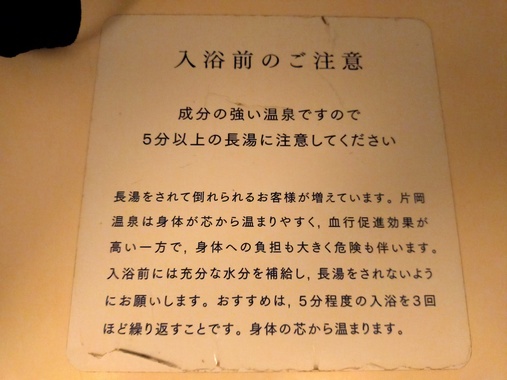 入浴前のご注意
成分の強い温泉ですので
5分以上の長湯に注意してください
長湯をされて倒れられるお客様が増えています。片岡
温泉は身体が芯から温まりやすく, 血行促進効果が
高い一方で, 身体への負担も大きく危険も伴います。
入浴前には充分な水分を補給し, 長湯をされないよう
にお願いします。おすすめは, 5分程度の入浴を3回
ほど繰り返すことです。身体の芯から温まります。